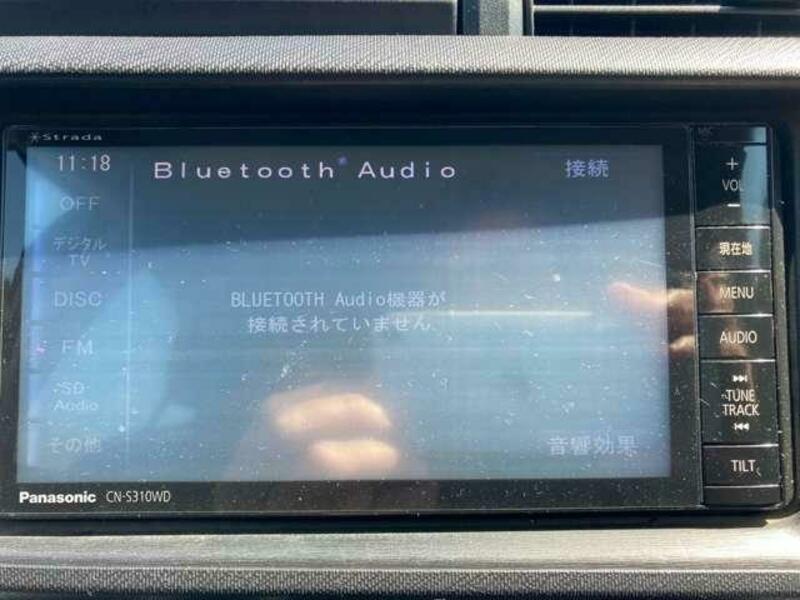 Strada
11:18
Bluetooth Audio
接続
OFF
デジタル
TV
DISC
FM
SD
Audio
その他
BLUETOOTH Audio機器が
接続されていません
音響効果
+
VOL
−
現在地
MENU
AUDIO
TUNE
TRACK
TILT
Panasonic CN-S310WD